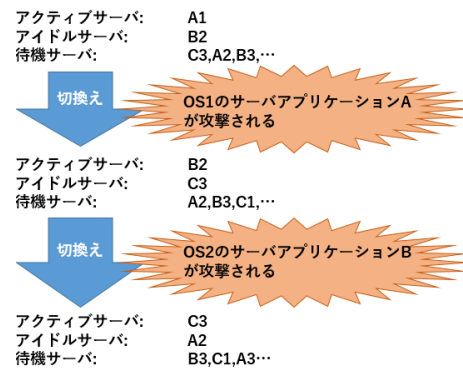 アクティブサーバ: A1
アイドルサーバ: B2
待機サーバ: C3,A2,B3,…
切換え
OS1のサーバアプリケーションA
が攻撃される
アクティブサーバ: B2
アイドルサーバ: C3
待機サーバ: A2,B3,C1,…
切換え
OS2のサーバアプリケーションB
が攻撃される
アクティブサーバ: C3
アイドルサーバ: A2
待機サーバ: B3,C1,A3…